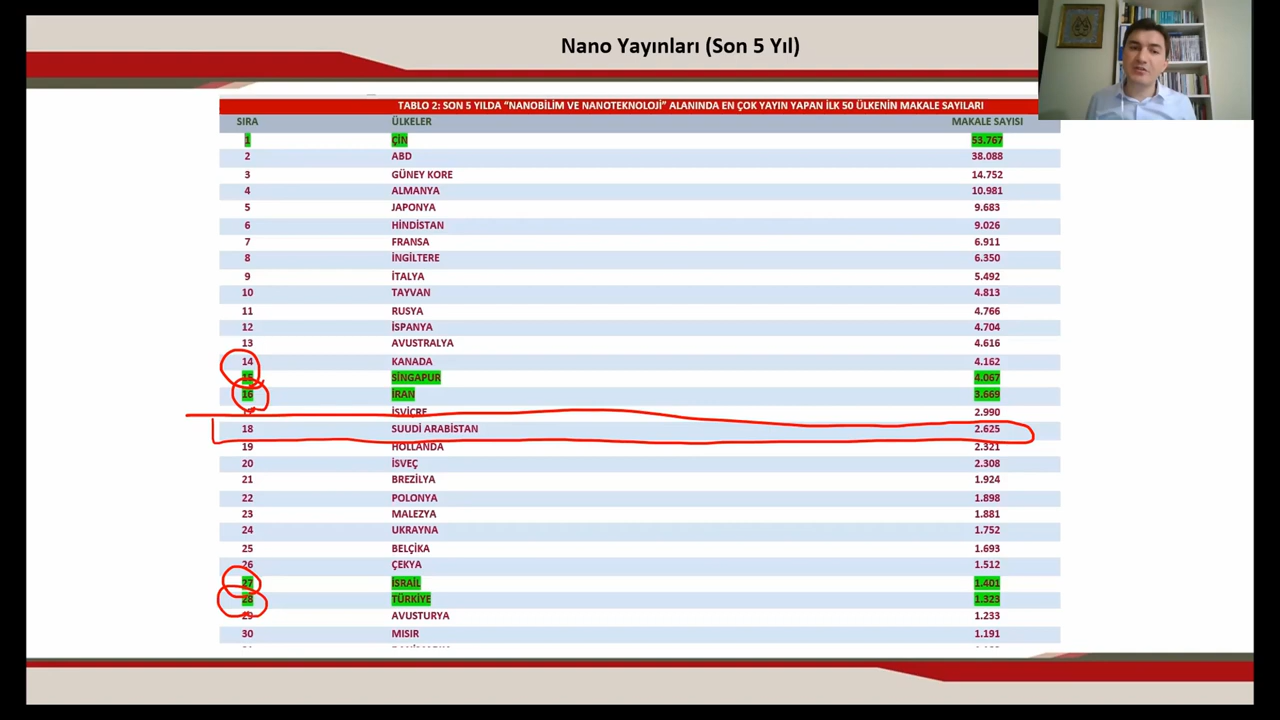 Nano Yayınları (Son 5 Yıl)
TABLO 2: SON 5 YILDA “NANOBİLİM VE NANOTEKNOLOJİ” ALANINDA EN ÇOK YAYIN YAPAN İLK 50 ÜLKENİN MAKALE SAYILARI
SIRA ÜLKELER MAKALE SAYISI
1 ÇİN 53.767
2 ABD 38.088
3 GÜNEY KORE 14.752
4 ALMANYA 10.981
5 JAPONYA 9.683
6 HİNDİSTAN 9.026
7 FRANSA 6.911
8 İNGİLTERE 6.350
9 İTALYA 5.492
10 TAYVAN 4.813
11 RUSYA 4.766
12 İSPANYA 4.704
13 AVUSTRALYA 4.616
14 KANADA 4.162
15 SİNGAPUR 4.067
16 İRAN 3.669
17 İSVİÇRE 2.990
18 SUUDİ ARABİSTAN 2.625
19 HOLLANDA 2.321
20 İSVEÇ 2.308
21 BREZİLYA 1.924
22 POLONYA 1.898
23 MALEZYA 1.881
24 UKRAYNA 1.752
25 BELÇİKA 1.693
26 ÇEKYA 1.512
27 İSRAİL 1.401
28 TÜRKİYE 1.323
29 AVUSTURYA 1.233
30 MISIR 1.191